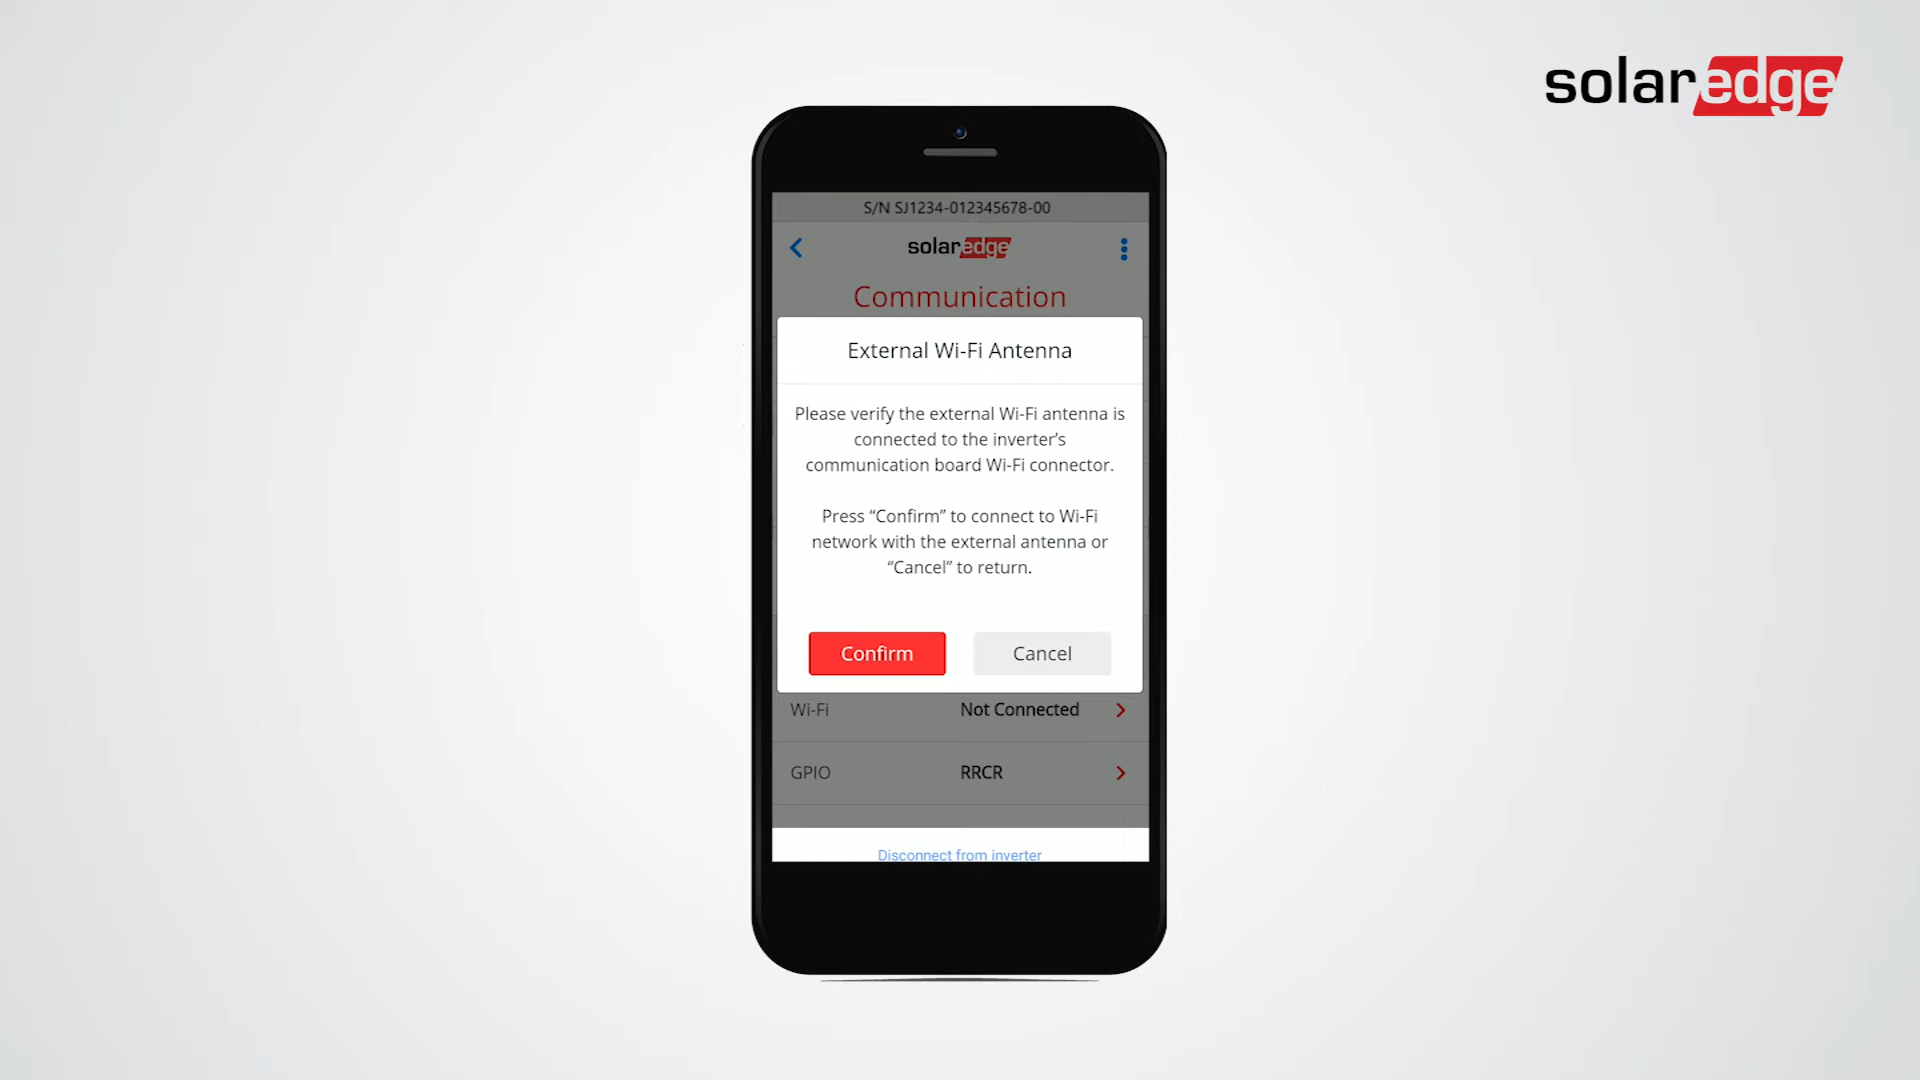 solaredge
S/N SJ1234-012345678-00
solaredge
Communication
External Wi-Fi Antenna
Please verify the external Wi-Fi antenna is
connected to the inverter’s
communication board Wi-Fi connector.
Press “Confirm” to connect to Wi-Fi
network with the external antenna or
“Cancel” to return.
Confirm Cancel
Wi-Fi Not Connected
GPIO RRCR
Disconnect from inverter